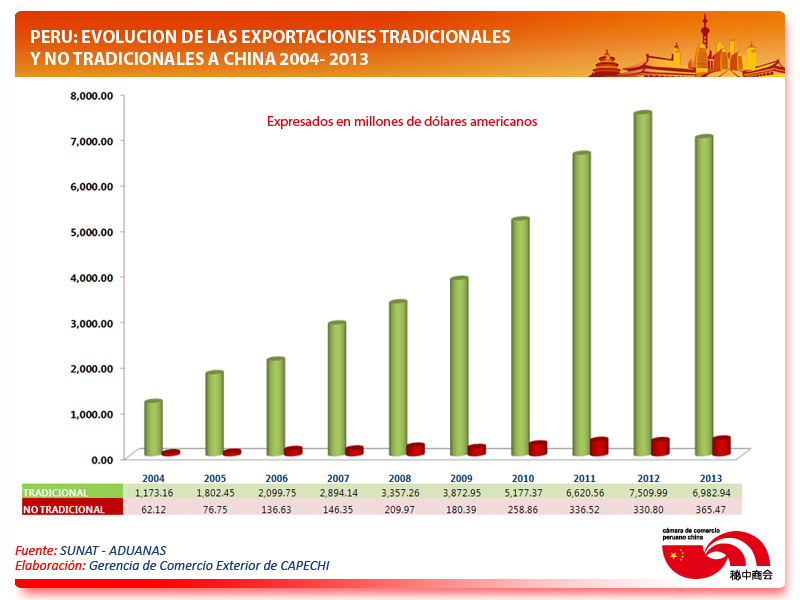 PERU: EVOLUCION DE LAS EXPORTACIONES TRADICIONALES
Y NO TRADICIONALES A CHINA 2004- 2013
Expresados en millones de dólares americanos
8,000.00
7,000.00
6,000.00
5,000.00
4,000.00
3,000.00
2,000.00
1,000.00
0.00
2004 2005 2006 2007 2008 2009 2010 2011 2012 2013
TRADICIONAL 1,173.16 1,802.45 2,099.75 2,894.14 3,357.26 3,872.95 5,177.37 6,620.56 7,509.99 6,982.94
NO TRADICIONAL 62.12 76.75 136.63 146.35 209.97 180.39 258.86 336.52 330.80 365.47
Fuente: SUNAT - ADUANAS
Elaboración: Gerencia de Comercio Exterior de CAPECHI
cámara de comercio
peruano china
秘中商会